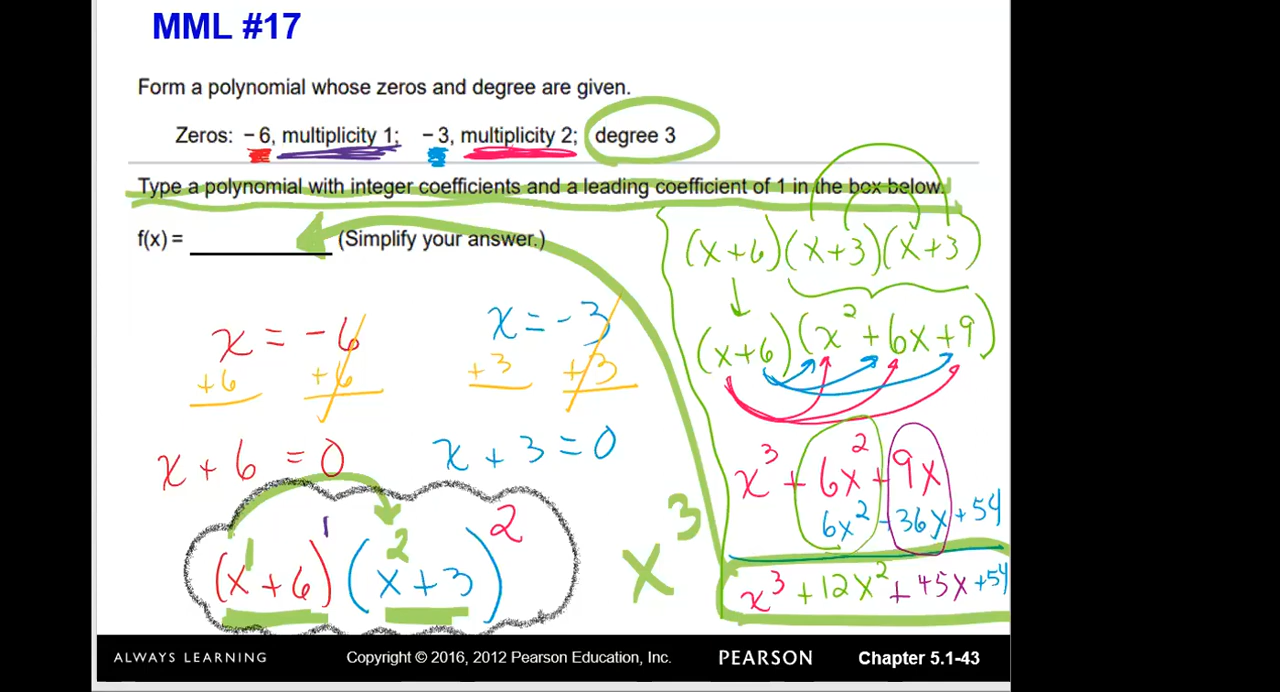 MML #17
Form a polynomial whose zeros and degree are given.
Zeros: − 6, multiplicity 1; − 3, multiplicity 2; degree 3
Type a polynomial with integer coefficients and a leading coefficient of 1 in the box below.
f(x) = __________ (Simplify your answer.)
(x+6)(x+3)(x+3)
(x+6)(x²+6x+9)
x = -6
+6 +6
x+6 = 0
x = -3
+3 +3
x+3 = 0
x³ + 6x² + 9x
6x² + 36x + 54
x³ + 12x² + 45x + 54
1 2
(x+6)¹ (x+3)²
x³
ALWAYS LEARNING
Copyright © 2016, 2012 Pearson Education, Inc.
PEARSON
Chapter 5.1-43